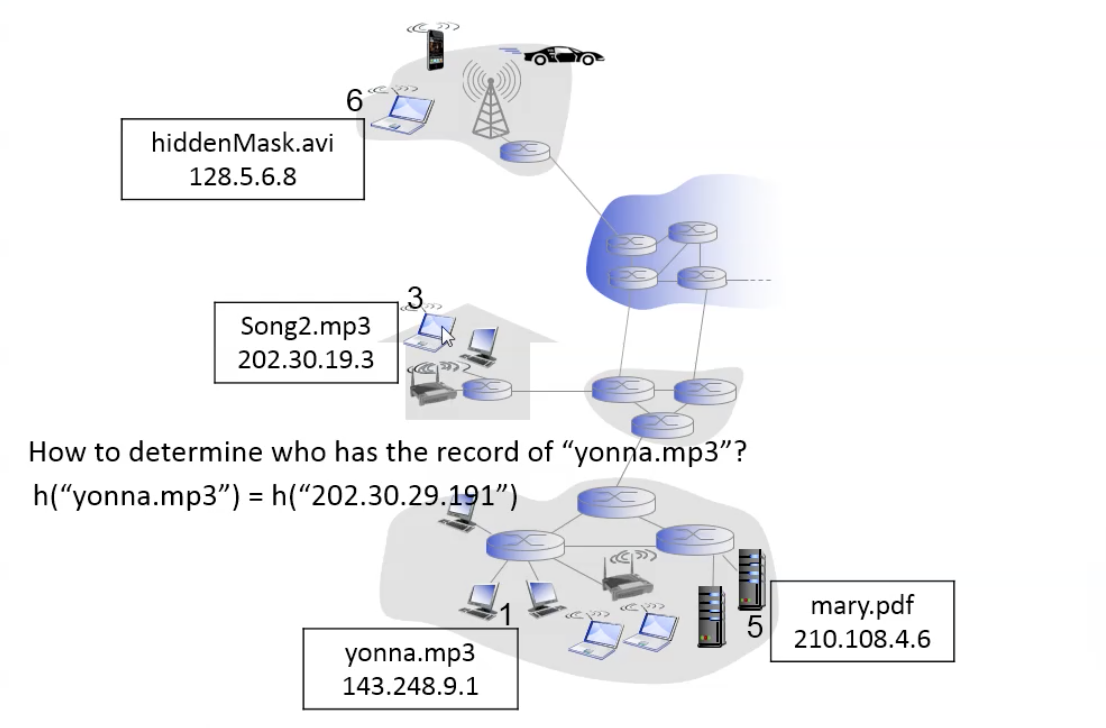 6
hiddenMask.avi
128.5.6.8
3
Song2.mp3
202.30.19.3
How to determine who has the record of “yonna.mp3”?
h(“yonna.mp3”) = h(“202.30.29.191”)
1
yonna.mp3
143.248.9.1
5
mary.pdf
210.108.4.6